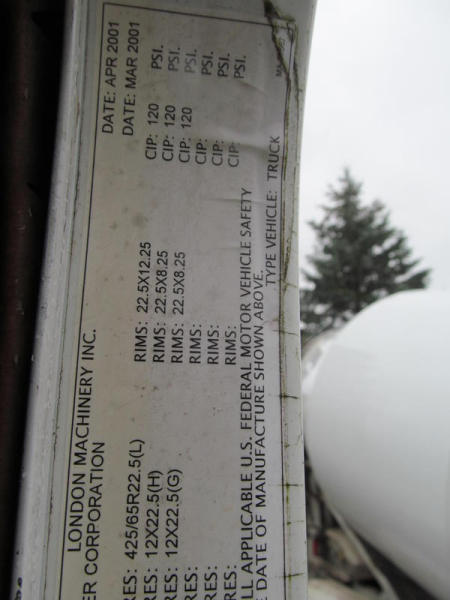 LONDON MACHINERY INC. DATE: APR 2001
ER CORPORATION DATE: MAR 2001
RES: 425/65R22.5(L) RIMS: 22.5X12.25 CIP: 120 PSI.
RES: 12X22.5(H) RIMS: 22.5X8.25 CIP: 120 PSI.
RES: 12X22.5(G) RIMS: 22.5X8.25 CIP: 120 PSI.
RES: RIMS: CIP: PSI.
RES: RIMS: CIP: PSI.
RES: RIMS: CIP: PSI.
LL APPLICABLE U.S. FEDERAL MOTOR VEHICLE SAFETY
E DATE OF MANUFACTURE SHOWN ABOVE.
TYPE VEHICLE: TRUCK